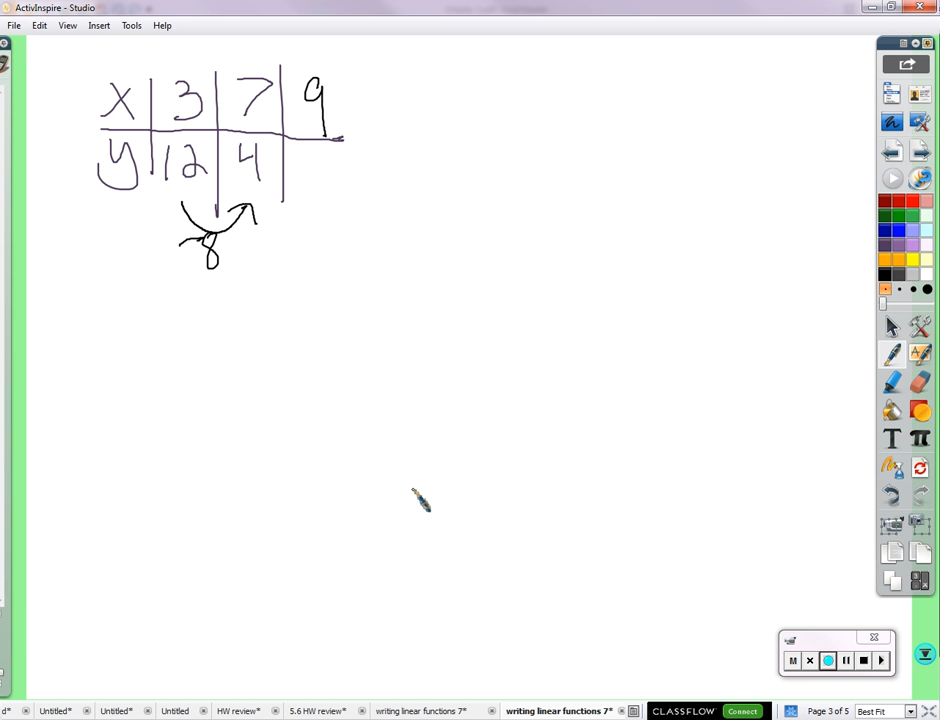 ActivInspire - Studio
File Edit View Insert Tools Help
x 3 7 9
y 12 4
-8
Untitled* Untitled* Untitled HW review* 5.6 HW review* writing linear functions 7* writing linear functions 7* CLASSFLOW Connect Page 3 of 5 Best Fit